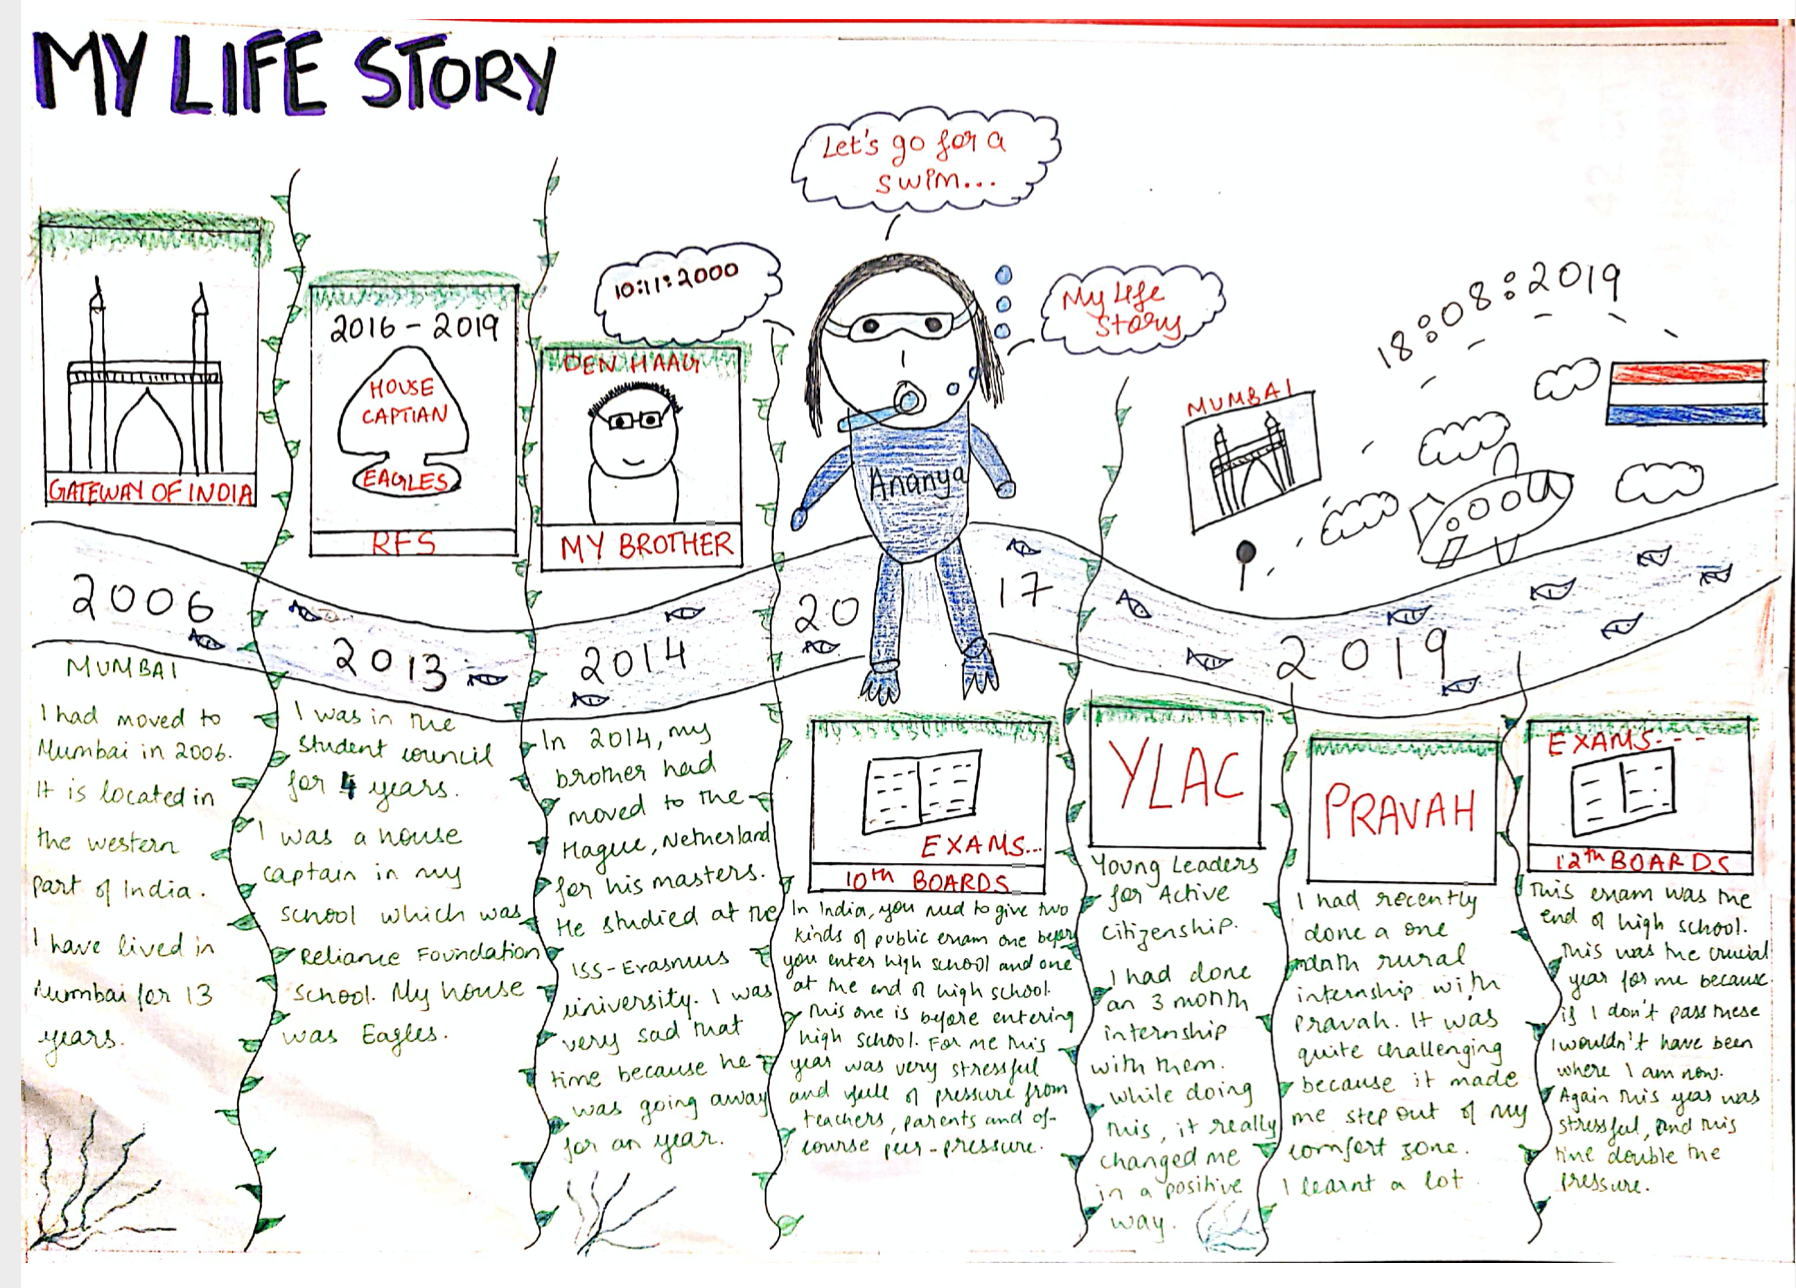 MY LIFE STORY
Let's go for a
swim...
10:11:2000
My Life
Story
18:08:2019
GATEWAY OF INDIA
2016 - 2019
HOUSE
CAPTIAN
EAGLES
RFS
DEN HAAG
MY BROTHER
Ananya
MUMBAI
2006
2013
2014
2017
2019
MUMBAI
I had moved to
Mumbai in 2006.
It is located in
the western
part of India.
I have lived in
Mumbai for 13
years.
I was in the
student council
for 4 years.
I was a house
captain in my
school which was
Reliance Foundation
School. My house
was Eagles.
In 2014, my
brother had
moved to the
Hague, Netherland
for his masters.
He studied at the
ISS-Erasmus
university. I was
very sad that
time because he
was going away
for an year.
EXAMS...
10th BOARDS
In India, you need to give two
kinds of public exam one befor
you enter high school and one
at the end of high school.
This one is before entering
high school. For me this
year was very stressful
and full of pressure from
teachers, parents and of-
course peer-pressure.
YLAC
Young Leaders
for Active
citizenship.
I had done
an 3 month
internship
with them.
while doing
this, it really
changed me
in a positive
way.
PRAVAH
I had recently
done a one
month rural
internship with
Pravah. It was
quite challenging
because it made
me step out of my
comfort zone.
I learnt a lot
EXAMS...
12th BOARDS
This exam was the
end of high school.
This was the crucial
year for me because
if I don't pass these
I wouldn't have been
where I am now.
Again this year was
stressful, and this
time double the
pressure.